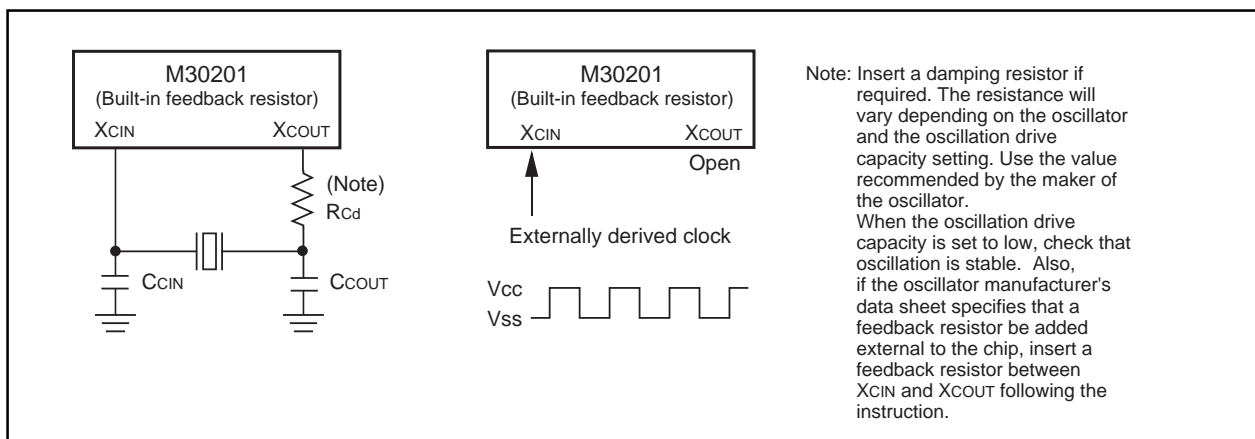 M30201
(Built-in feedback resistor)
XCIN XCOUT
(Note)
RCd
CCIN CCOUT
M30201
(Built-in feedback resistor)
XCIN XCOUT
Open
Externally derived clock
Vcc
Vss
Note: Insert a damping resistor if
required. The resistance will
vary depending on the oscillator
and the oscillation drive
capacity setting. Use the value
recommended by the maker of
the oscillator.
When the oscillation drive
capacity is set to low, check that
oscillation is stable. Also,
if the oscillator manufacturer's
data sheet specifies that a
feedback resistor be added
external to the chip, insert a
feedback resistor between
XCIN and XCOUT following the
instruction.